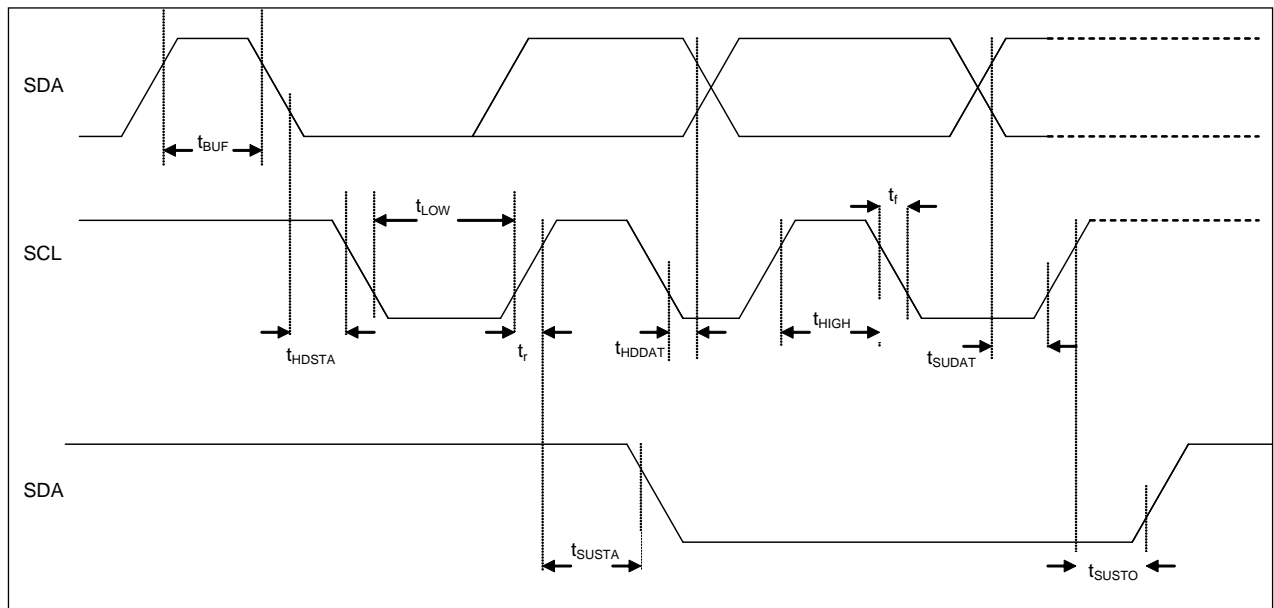 SDA
tBUF
tLOW
tf
SCL
tHDSTA
tr
tHDDAT
tHIGH
tSUDAT
SDA
tSUSTA
tSUSTO